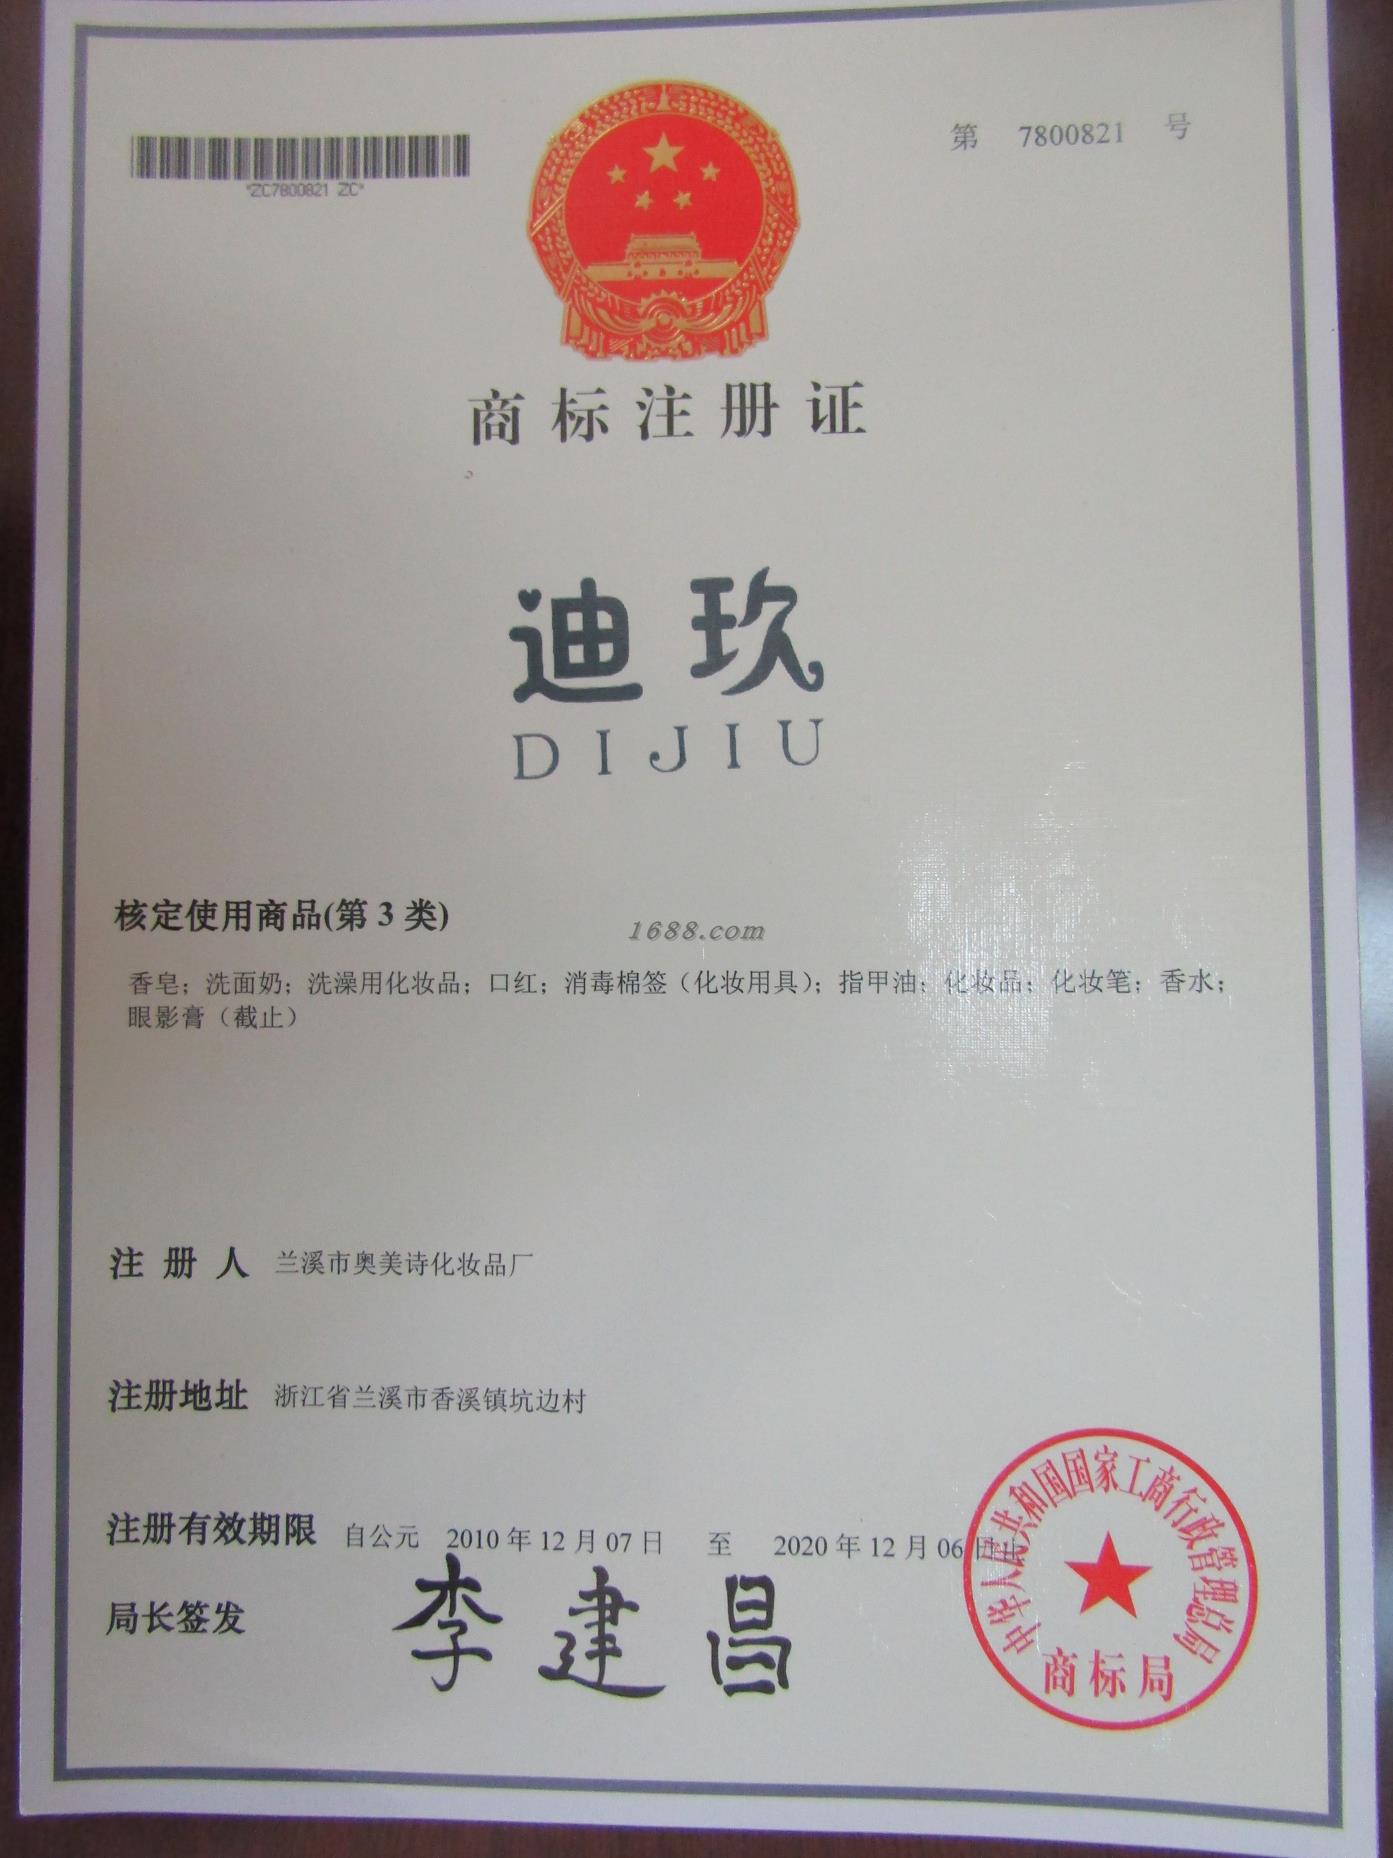 第 7800821 号
*ZC7800821 ZC*
商标注册证
迪玖
DIJIU
核定使用商品(第 3 类)
1688.com
香皂；洗面奶；洗澡用化妆品；口红；消毒棉签（化妆用具）；指甲油；化妆品；化妆笔；香水；
眼影膏（截止）
注册人 兰溪市奥美诗化妆品厂
注册地址 浙江省兰溪市香溪镇坑边村
注册有效期限 自公元 2010 年 12 月 07 日 至 2020 年 12 月 06 日止
局长签发 李建昌
中华人民共和国国家工商行政管理总局
商标局